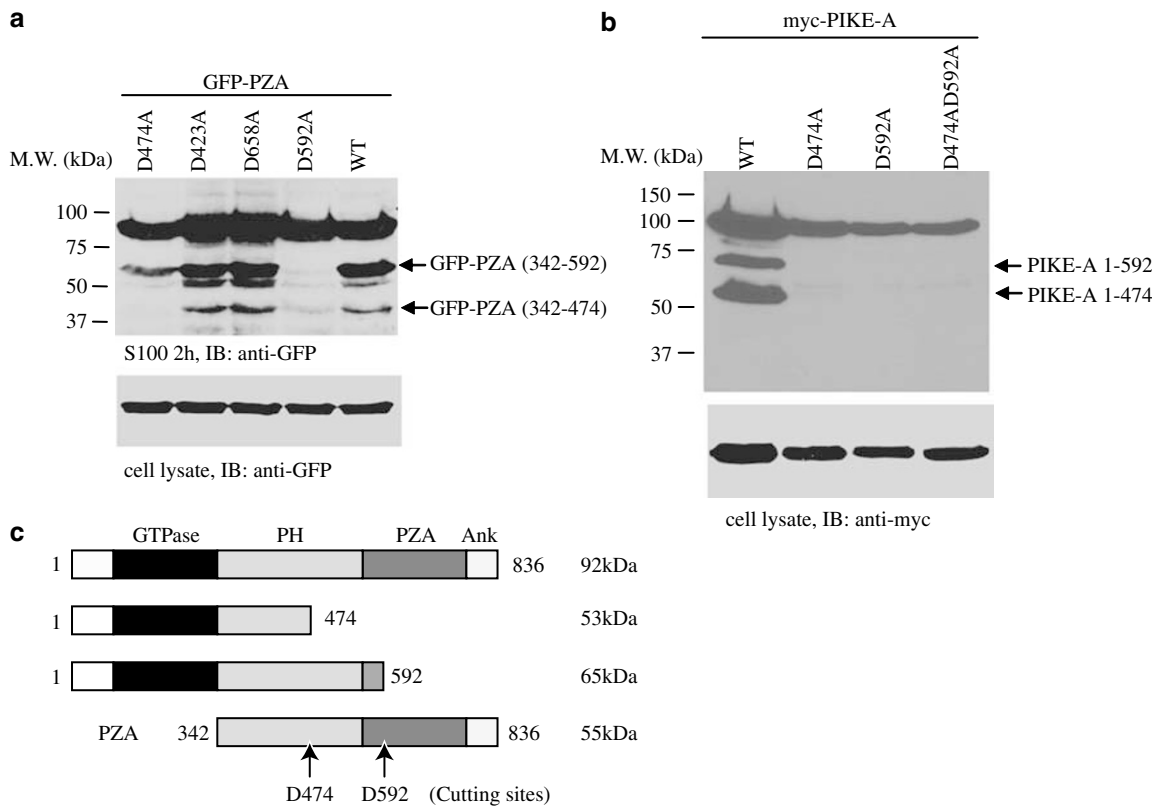 a
GFP-PZA
M.W. (kDa)
D474A
D423A
D658A
D592A
WT
100
75
50
37
GFP-PZA (342-592)
GFP-PZA (342-474)
S100 2h, IB: anti-GFP
cell lysate, IB: anti-GFP
b
myc-PIKE-A
M.W. (kDa)
WT
D474A
D592A
D474AD592A
150
100
75
50
37
PIKE-A 1-592
PIKE-A 1-474
cell lysate, IB: anti-myc
c
GTPase PH PZA Ank
1 836 92kDa
1 474 53kDa
1 592 65kDa
PZA 342 836 55kDa
D474 D592 (Cutting sites)